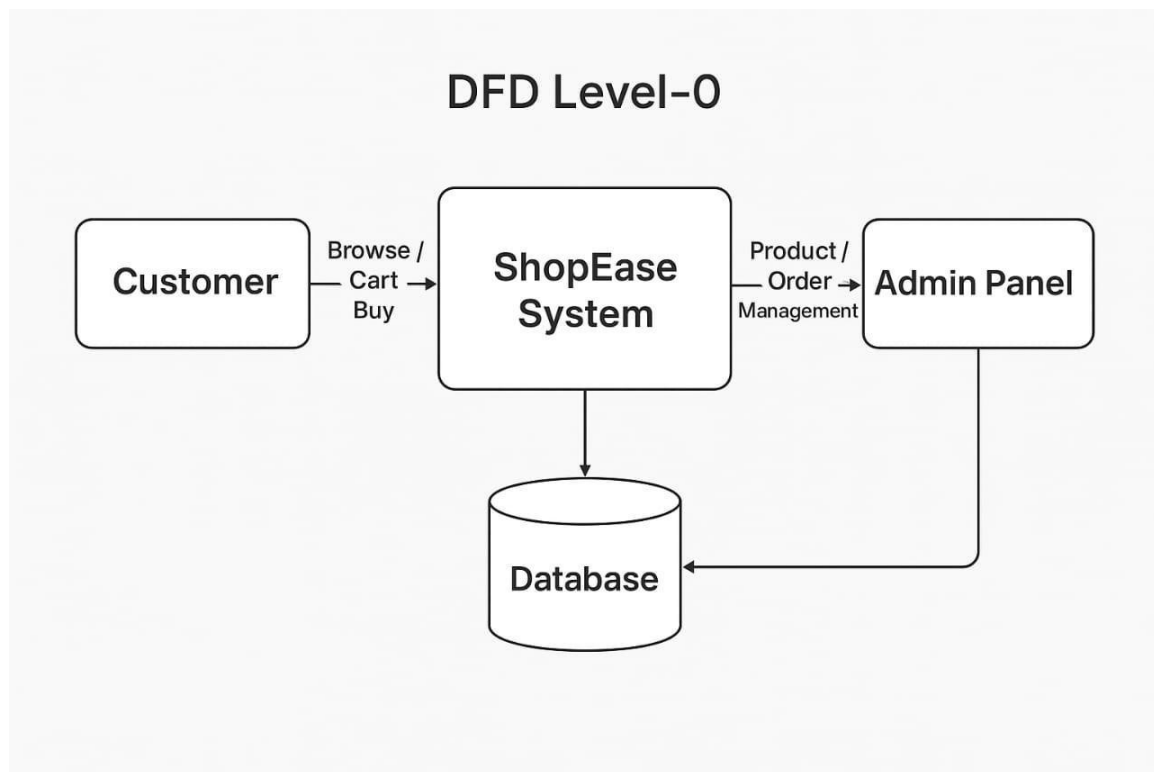 DFD Level-0
Customer
Browse /
Cart
Buy
ShopEase
System
Product /
Order
Management
Admin Panel
Database